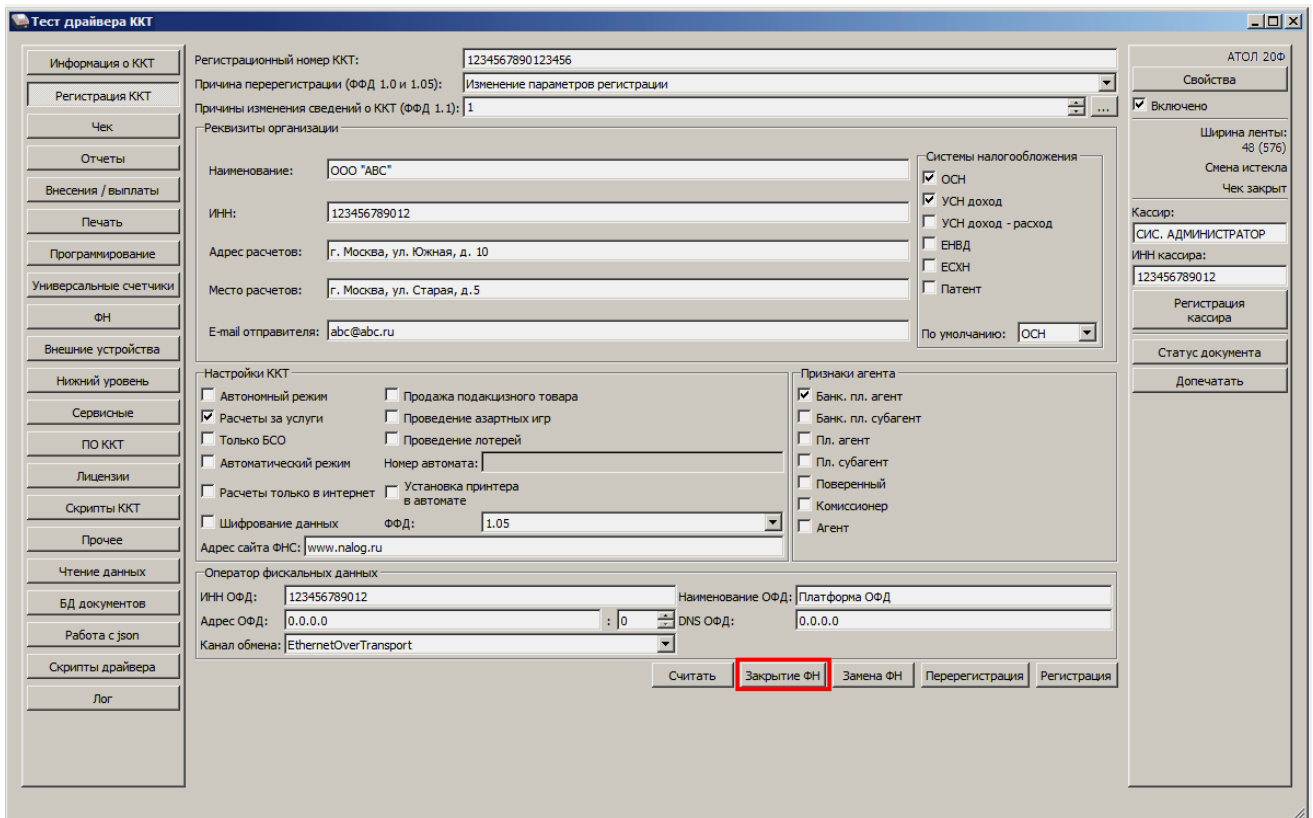 Тест драйвера ККТ
Информация о ККТ
Регистрация ККТ
Чек
Отчеты
Внесения / выплаты
Печать
Программирование
Универсальные счетчики
ФН
Внешние устройства
Нижний уровень
Сервисные
ПО ККТ
Лицензии
Скрипты ККТ
Прочее
Чтение данных
БД документов
Работа с json
Скрипты драйвера
Лог
Регистрационный номер ККТ: 1234567890123456
Причина перерегистрации (ФФД 1.0 и 1.05): Изменение параметров регистрации
Причины изменения сведений о ККТ (ФФД 1.1): 1 ...
Реквизиты организации
Наименование: ООО "АВС"
ИНН: 123456789012
Адрес расчетов: г. Москва, ул. Южная, д. 10
Место расчетов: г. Москва, ул. Старая, д.5
E-mail отправителя: abc@abc.ru
Системы налогообложения
ОСН
УСН доход
УСН доход - расход
ЕНВД
ЕСХН
Патент
По умолчанию: ОСН
Настройки ККТ
Автономный режим Продажа подакцизного товара
Расчеты за услуги Проведение азартных игр
Только БСО Проведение лотерей
Автоматический режим Номер автомата:
Расчеты только в интернет Установка принтера
в автомате
Шифрование данных ФФД: 1.05
Адрес сайта ФНС: www.nalog.ru
Признаки агента
Банк. пл. агент
Банк. пл. субагент
Пл. агент
Пл. субагент
Поверенный
Комиссионер
Агент
Оператор фискальных данных
ИНН ОФД: 123456789012 Наименование ОФД: Платформа ОФД
Адрес ОФД: 0.0.0.0 : 0 DNS ОФД: 0.0.0.0
Канал обмена: EthernetOverTransport
Считать Закрытие ФН Замена ФН Перерегистрация Регистрация
АТОЛ 20Ф
Свойства
Включено
Ширина ленты:
48 (576)
Смена истекла
Чек закрыт
Кассир:
СИС. АДМИНИСТРАТОР
ИНН кассира:
123456789012
Регистрация
кассира
Статус документа
Допечатать